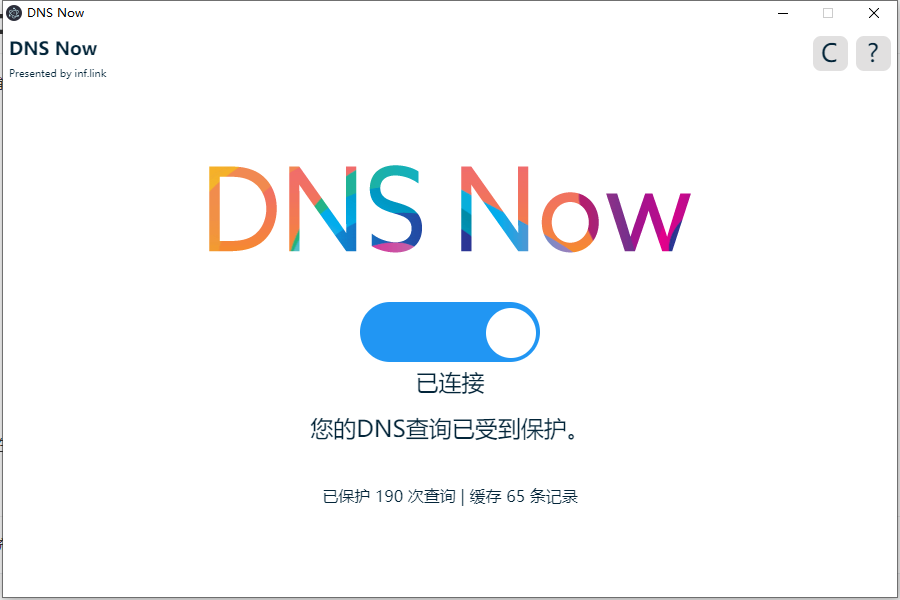 DNS Now
DNS Now
Presented by inf.link
C ?
DNS Now
已连接
您的DNS查询已受到保护。
已保护 190 次查询 | 缓存 65 条记录